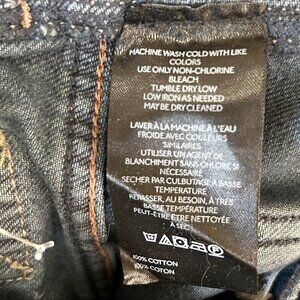 MACHINE WASH COLD WITH LIKE
COLORS
USE ONLY NON-CHLORINE
BLEACH
TUMBLE DRY LOW
LOW IRON AS NEEDED
MAY BE DRY CLEANED
LAVER À LA MACHINE À L'EAU
FROIDE AVEC COULEURS
SIMILAIRES
UTILISER UN AGENT DE
BLANCHIMENT SANS CHLORE SI
NÉCESSAIRE
SÉCHER PAR CULBUTAGE À BASSE
TEMPÉRATURE
REPASSER, AU BESOIN, À TRÈS
BASSE TEMPÉRATURE
PEUT-ÊTRE ÊTRE NETTOYÉE
À SEC
100% COTTON
100% COTON